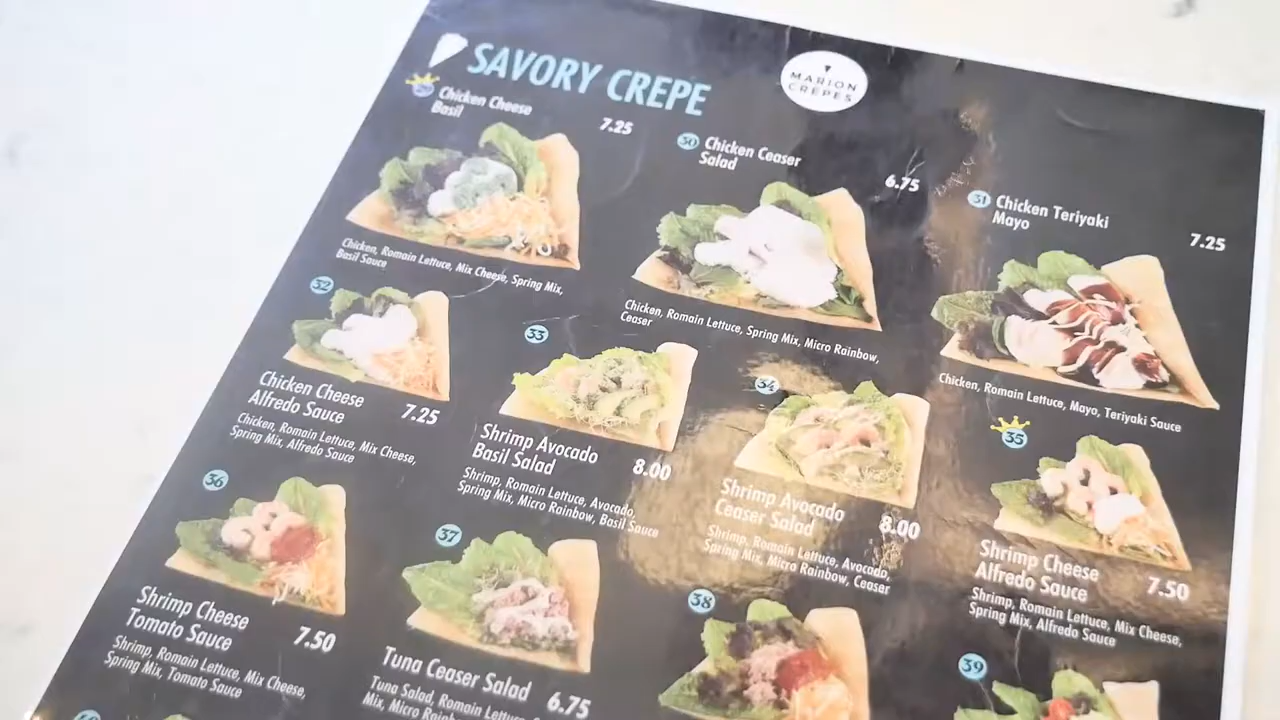 SAVORY CREPE
MARION
CRÊPES
29
Chicken Cheese
Basil
7.25
Chicken, Romain Lettuce, Mix Cheese, Spring Mix,
Basil Sauce
30
Chicken Ceaser
Salad
6.75
Chicken, Romain Lettuce, Spring Mix, Micro Rainbow,
Ceaser
31
Chicken Teriyaki
Mayo
7.25
Chicken, Romain Lettuce, Mayo, Teriyaki Sauce
32
Chicken Cheese
Alfredo Sauce
7.25
Chicken, Romain Lettuce, Mix Cheese,
Spring Mix, Alfredo Sauce
33
Shrimp Avocado
Basil Salad
8.00
Shrimp, Romain Lettuce, Avocado,
Spring Mix, Micro Rainbow, Basil Sauce
34
Shrimp Avocado
Ceaser Salad
8.00
Shrimp, Romain Lettuce, Avocado,
Spring Mix, Micro Rainbow, Ceaser
35
Shrimp Cheese
Alfredo Sauce
7.50
Shrimp, Romain Lettuce, Mix Cheese,
Spring Mix, Alfredo Sauce
36
Shrimp Cheese
Tomato Sauce
7.50
Shrimp, Romain Lettuce, Mix Cheese,
Spring Mix, Tomato Sauce
37
Tuna Ceaser Salad
6.75
Tuna Salad, Romain Lettuce,
Mix, Micro
38
39